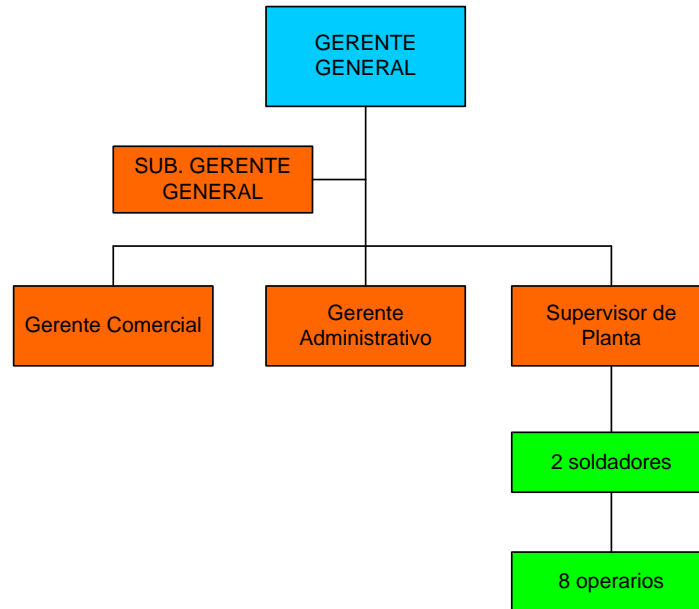 GERENTE
GENERAL
SUB. GERENTE
GENERAL
Gerente Comercial
Gerente
Administrativo
Supervisor de
Planta
2 soldadores
8 operarios